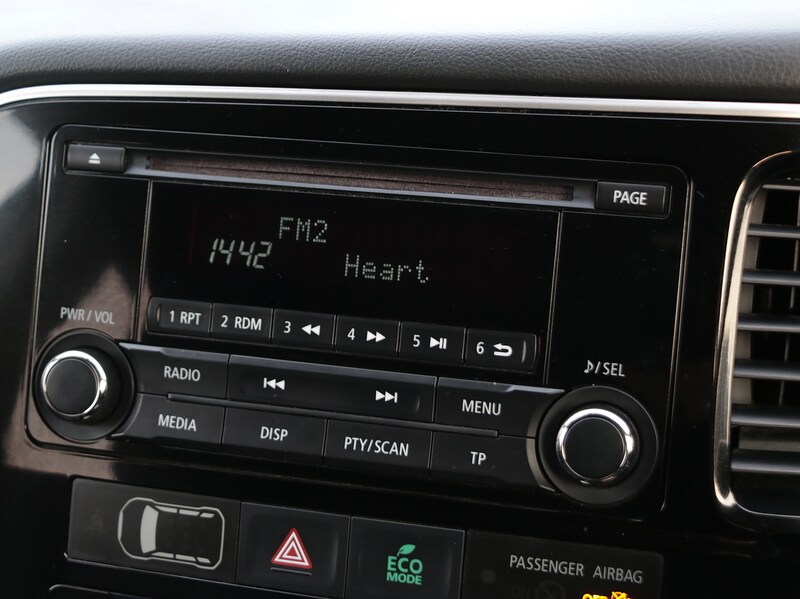 PAGE
FM2
1442
Heart
PWR / VOL
1 RPT 2 RDM 3 4 5 6
♪/SEL
RADIO MENU
MEDIA DISP PTY/SCAN TP
ECO
MODE
PASSENGER AIRBAG
OFF